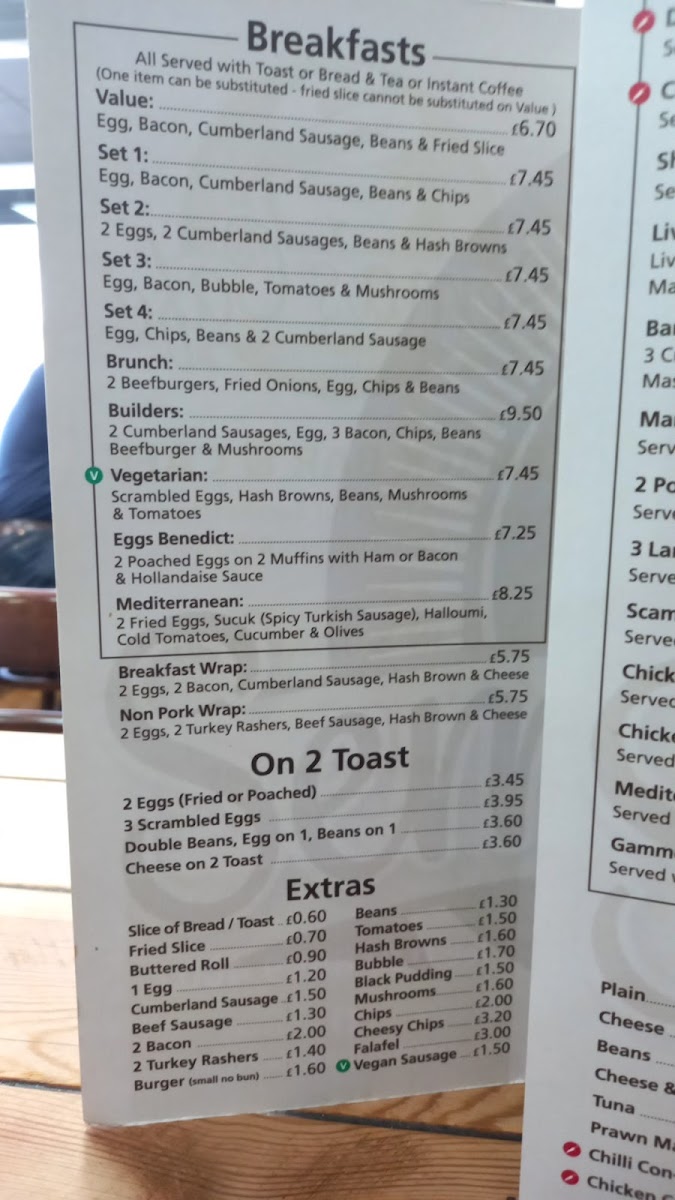 Breakfasts
All Served with Toast or Bread & Tea or Instant Coffee
(One item can be substituted - fried slice cannot be substituted on Value )
Value: £6.70
Egg, Bacon, Cumberland Sausage, Beans & Fried Slice
Set 1: £7.45
Egg, Bacon, Cumberland Sausage, Beans & Chips
Set 2: £7.45
2 Eggs, 2 Cumberland Sausages, Beans & Hash Browns
Set 3: £7.45
Egg, Bacon, Bubble, Tomatoes & Mushrooms
Set 4: £7.45
Egg, Chips, Beans & 2 Cumberland Sausage
Brunch: £7.45
2 Beefburgers, Fried Onions, Egg, Chips & Beans
Builders: £9.50
2 Cumberland Sausages, Egg, 3 Bacon, Chips, Beans
Beefburger & Mushrooms
V Vegetarian: £7.45
Scrambled Eggs, Hash Browns, Beans, Mushrooms
& Tomatoes
Eggs Benedict: £7.25
2 Poached Eggs on 2 Muffins with Ham or Bacon
& Hollandaise Sauce
Mediterranean: £8.25
2 Fried Eggs, Sucuk (Spicy Turkish Sausage), Halloumi,
Cold Tomatoes, Cucumber & Olives
Breakfast Wrap: £5.75
2 Eggs, 2 Bacon, Cumberland Sausage, Hash Brown & Cheese
Non Pork Wrap: £5.75
2 Eggs, 2 Turkey Rashers, Beef Sausage, Hash Brown & Cheese
On 2 Toast
2 Eggs (Fried or Poached) £3.45
3 Scrambled Eggs £3.95
Double Beans, Egg on 1, Beans on 1 £3.60
Cheese on 2 Toast £3.60
Extras
Slice of Bread / Toast £0.60
Fried Slice £0.70
Buttered Roll £0.90
1 Egg £1.20
Cumberland Sausage £1.50
Beef Sausage £1.30
2 Bacon £2.00
2 Turkey Rashers £1.40
Burger (small no bun) £1.60
Beans £1.30
Tomatoes £1.50
Hash Browns £1.60
Bubble £1.70
Black Pudding £1.50
Mushrooms £1.60
Chips £2.00
Cheesy Chips £3.20
Falafel £3.00
V Vegan Sausage £1.50
Liv
Liv
Ma
Ba
3 C
Mas
Ma
Serv
2 Po
Serve
3 La
Serve
Scam
Serve
Chick
Served
Chick
Served
Medit
Served
Gamm
Served
Plain
Cheese
Beans
Cheese &
Tuna
Prawn Ma
Chilli Con
Chicken